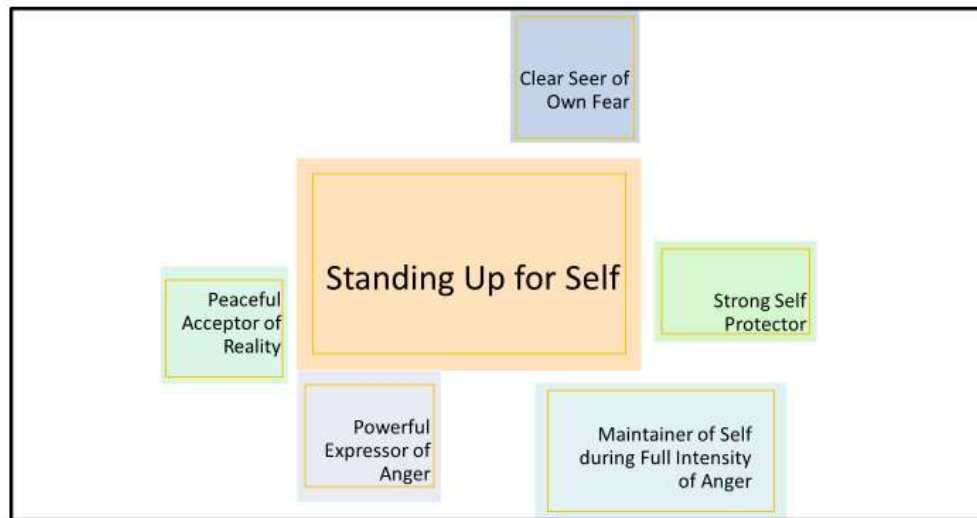 Clear Seer of
Own Fear
Standing Up for Self
Peaceful
Acceptor of
Reality
Strong Self
Protector
Powerful
Expressor of
Anger
Maintainer of Self
during Full Intensity
of Anger